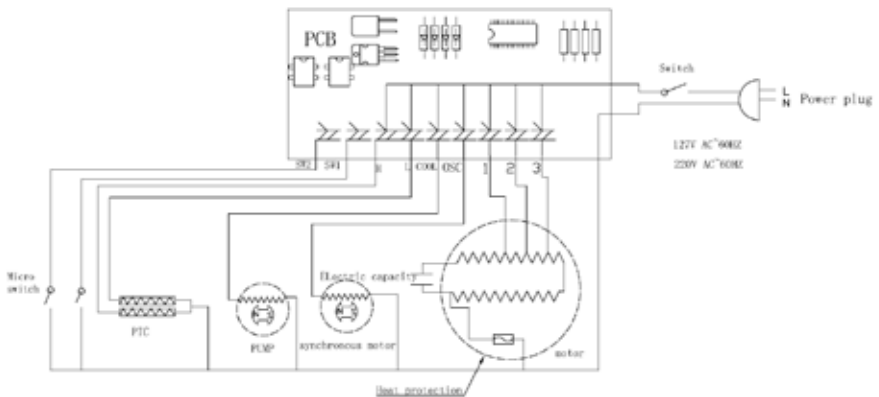 PCB
Switch
L
N
Power plug
127V AC~60HZ
220V AC~60HZ
SW2 SW1 H L COOL OSC 1 2 3
Micro
switch
Electric capacity
PTC
PUMP
synchronous motor
motor
Heat protection